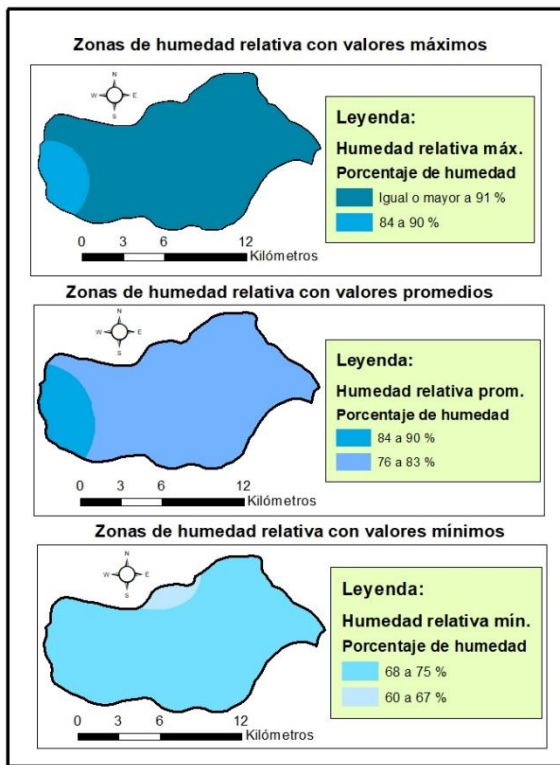 Zonas de humedad relativa con valores máximos
N
W E
S
Leyenda:
Humedad relativa máx.
Porcentaje de humedad
Igual o mayor a 91 %
84 a 90 %
0 3 6 12
Kilómetros
Zonas de humedad relativa con valores promedios
N
W E
S
Leyenda:
Humedad relativa prom.
Porcentaje de humedad
84 a 90 %
76 a 83 %
0 3 6 12
Kilómetros
Zonas de humedad relativa con valores mínimos
N
W E
S
Leyenda:
Humedad relativa mín.
Porcentaje de humedad
68 a 75 %
60 a 67 %
0 3 6 12
Kilómetros